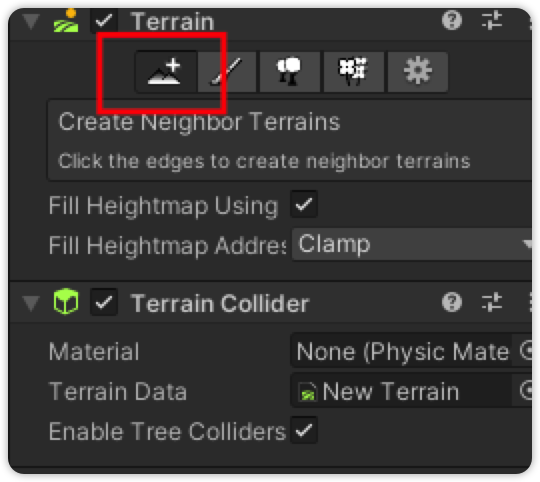 Terrain
Create Neighbor Terrains
Click the edges to create neighbor terrains
Fill Heightmap Using
Fill Heightmap Addres Clamp
Terrain Collider
Material None (Physic Mate
Terrain Data New Terrain
Enable Tree Colliders